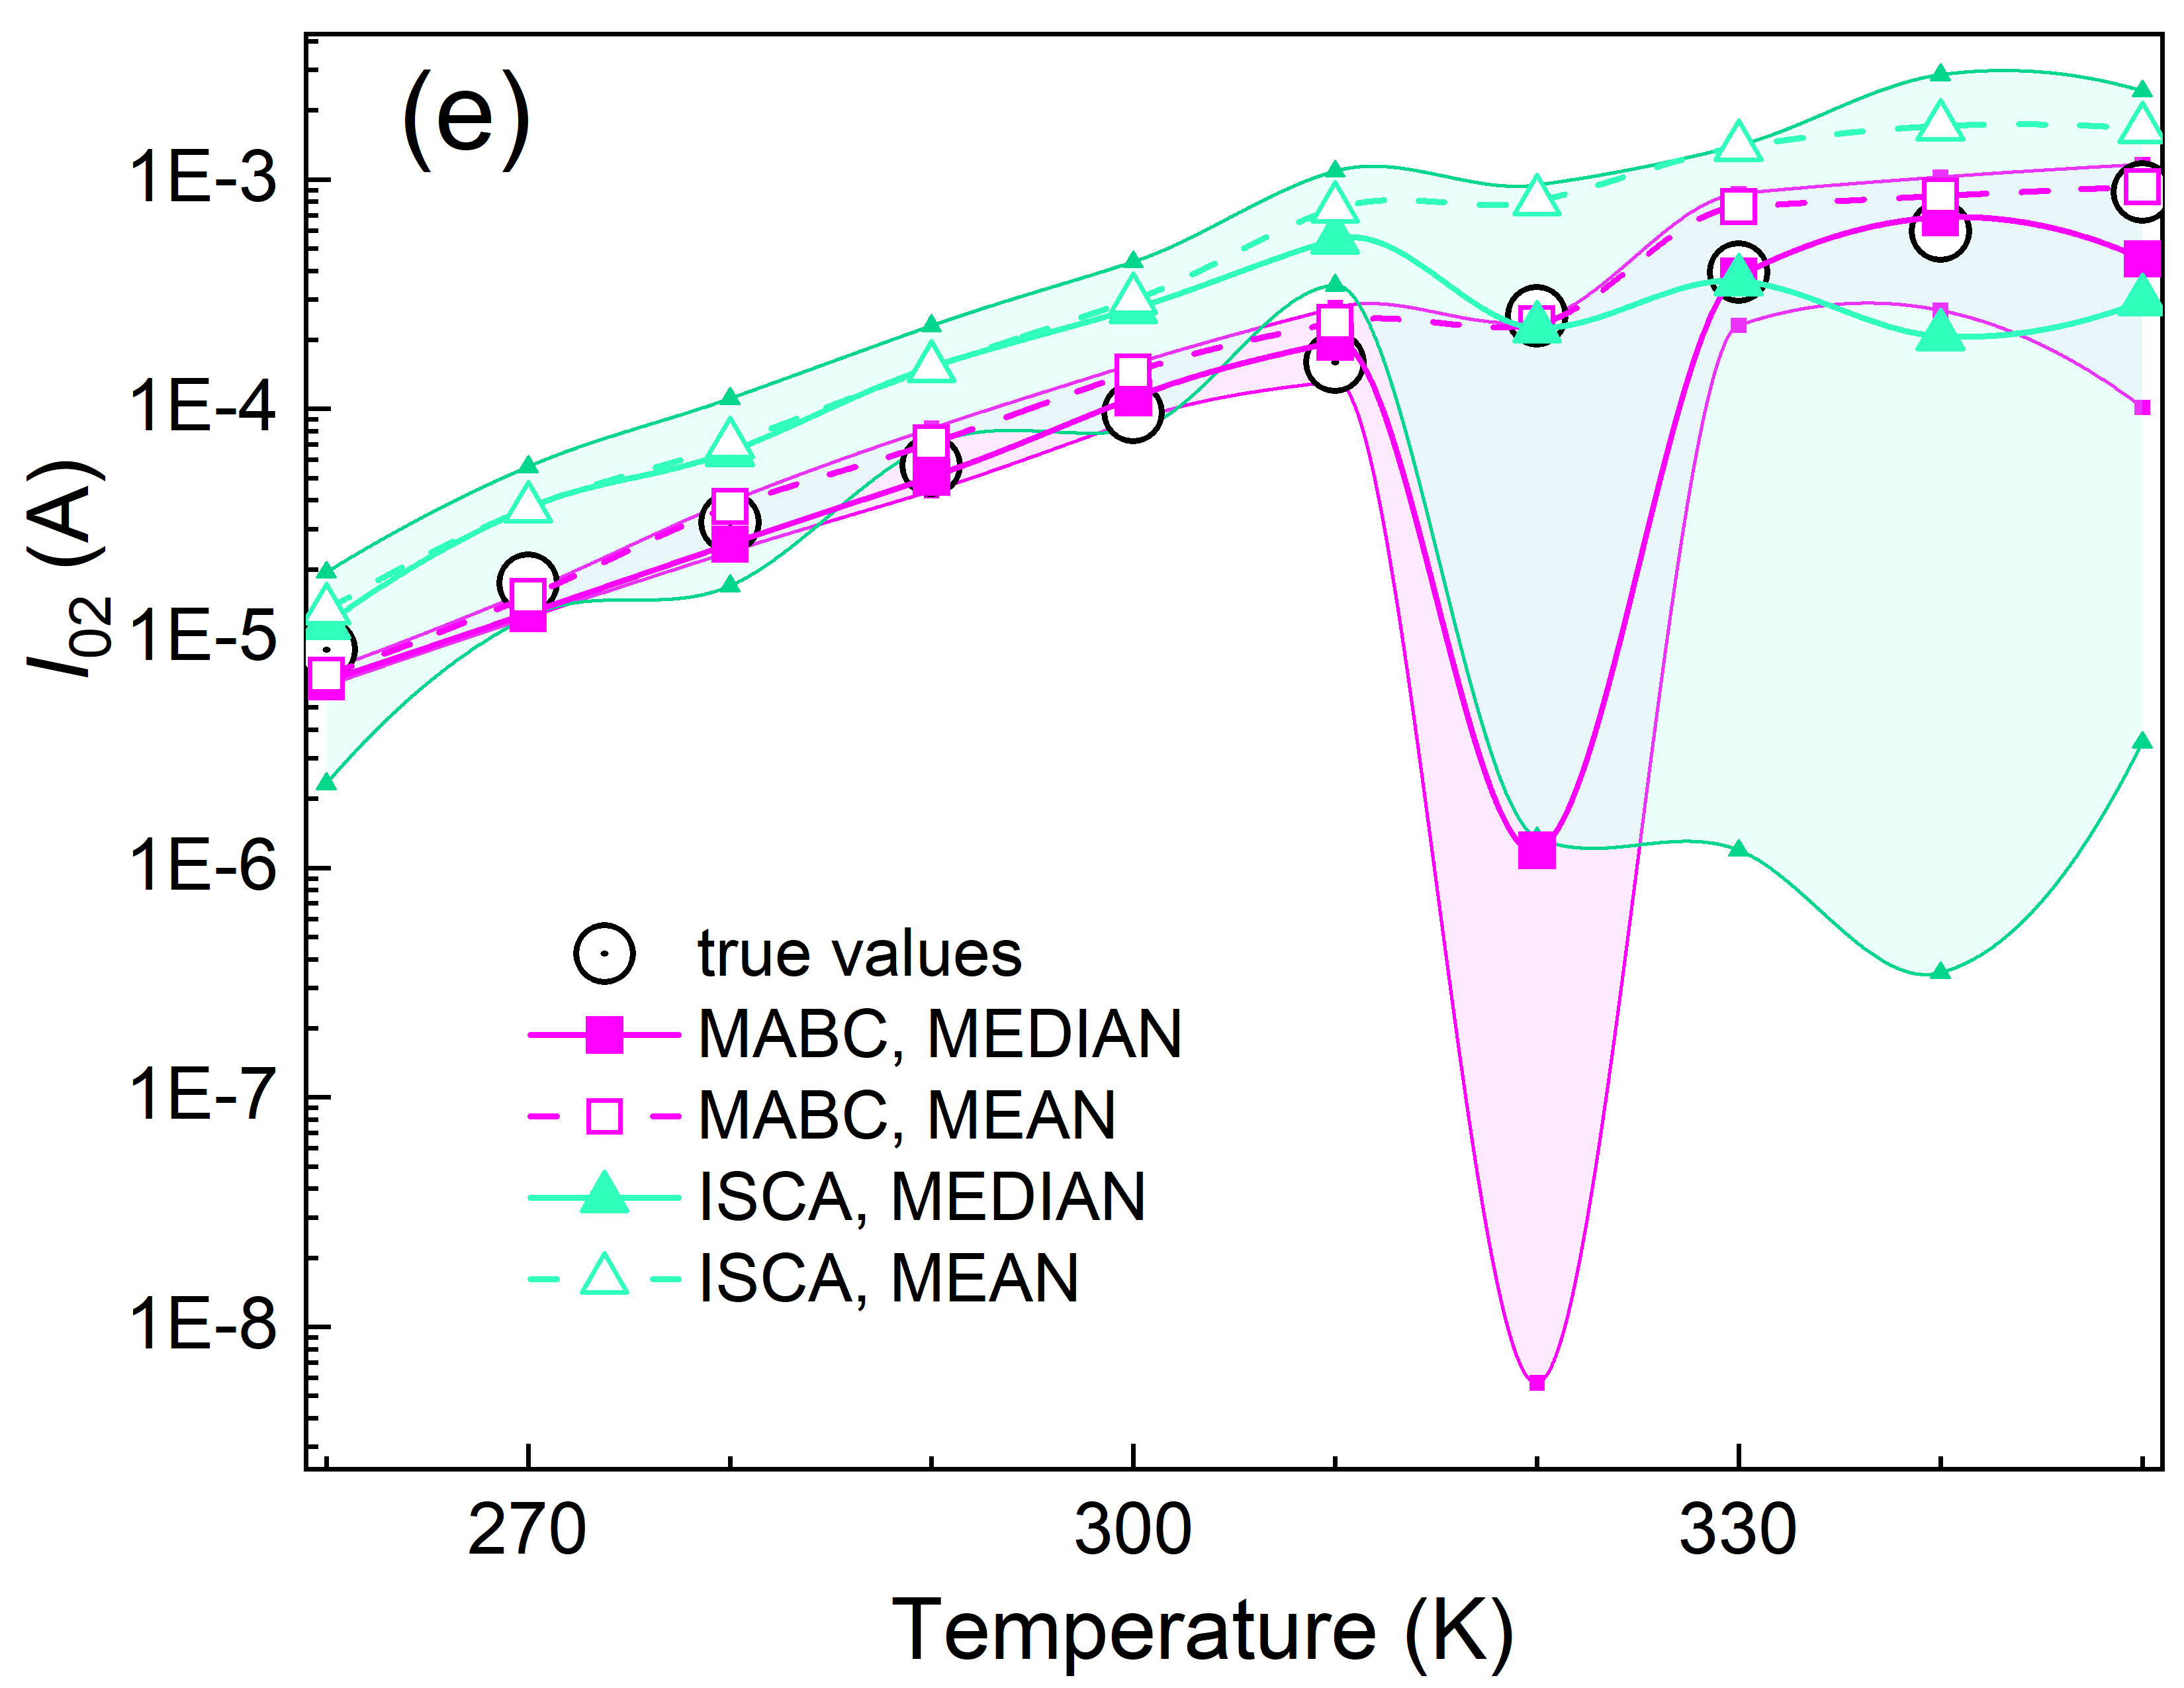 (e)
1E-3
1E-4
1E-5
1E-6
1E-7
1E-8
I02 (A)
true values
MABC, MEDIAN
MABC, MEAN
ISCA, MEDIAN
ISCA, MEAN
270 300 330
Temperature (K)